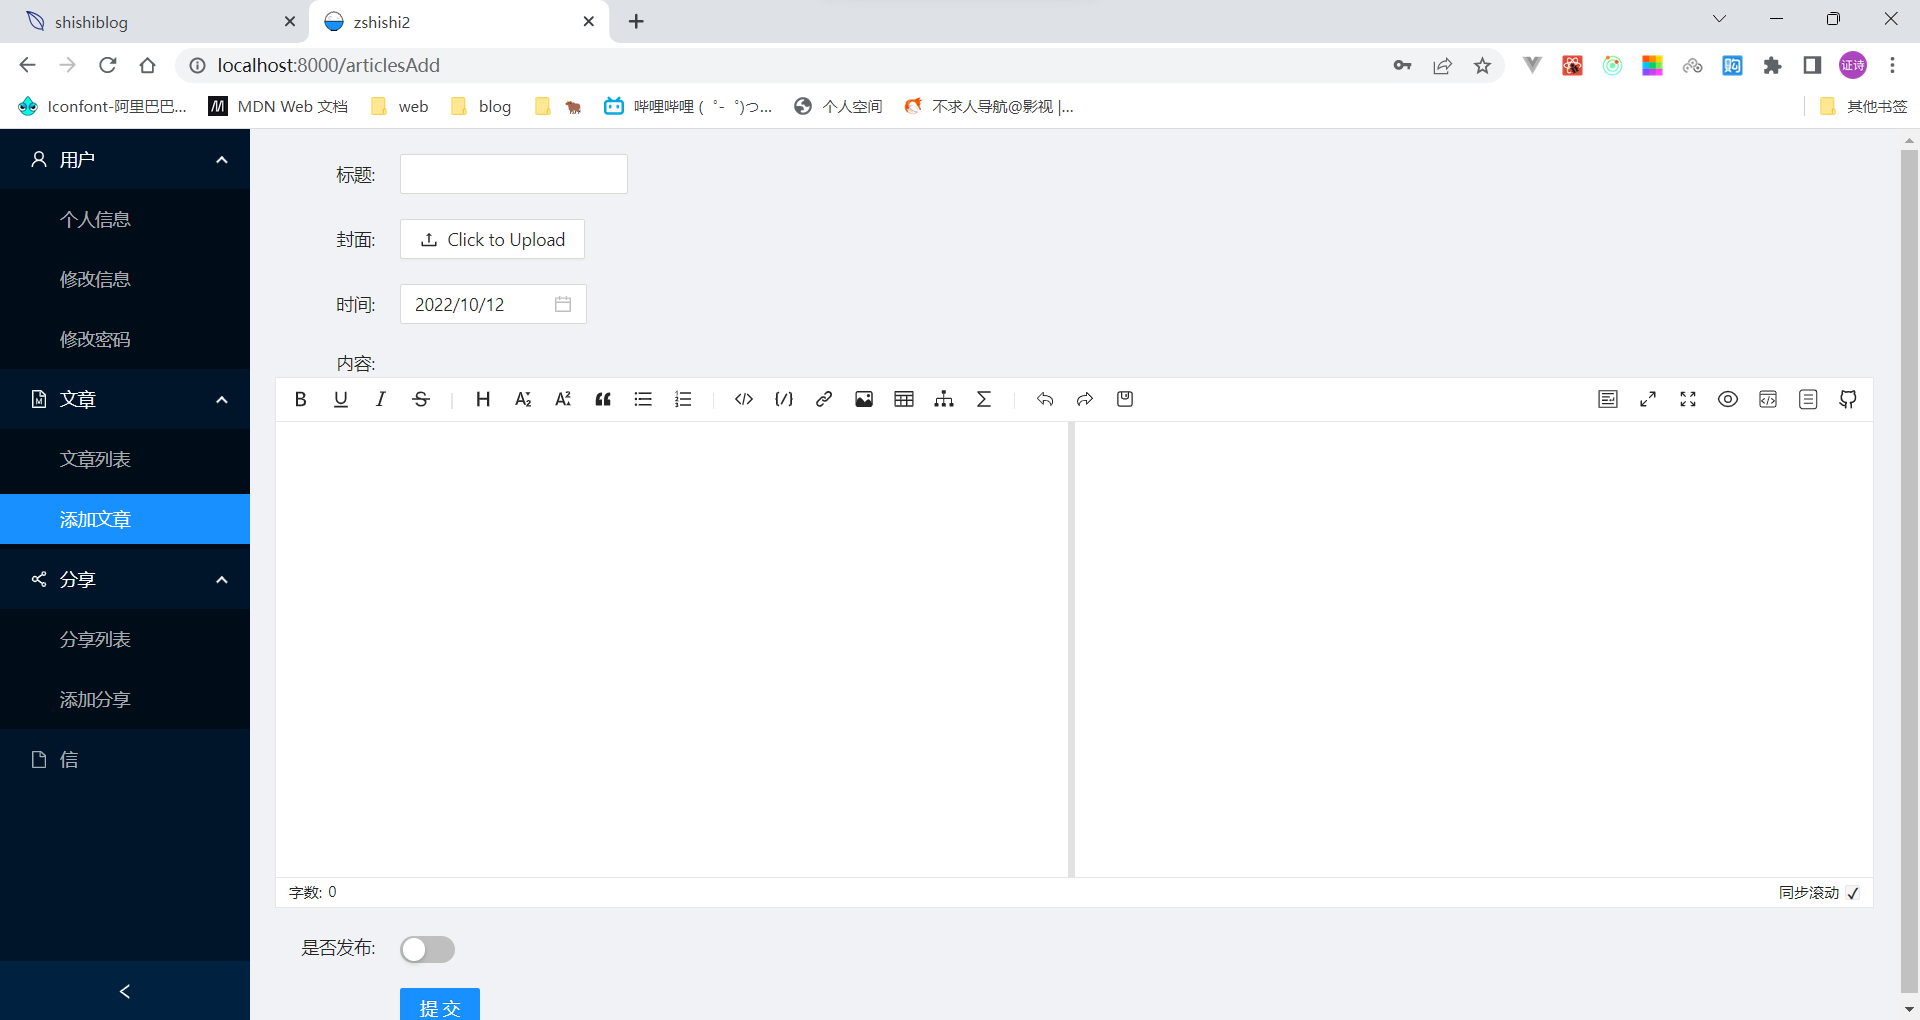 shishiblog
zshishi2
localhost:8000/articlesAdd
证诗
Iconfont-阿里巴巴...
MDN Web 文档
web
blog
哔哩哔哩 (゜-゜)つ...
个人空间
不求人导航@影视 |...
其他书签
用户
个人信息
修改信息
修改密码
文章
文章列表
添加文章
分享
分享列表
添加分享
信
标题:
封面:
Click to Upload
时间:
2022/10/12
内容:
字数: 0
同步滚动
是否发布:
提 交